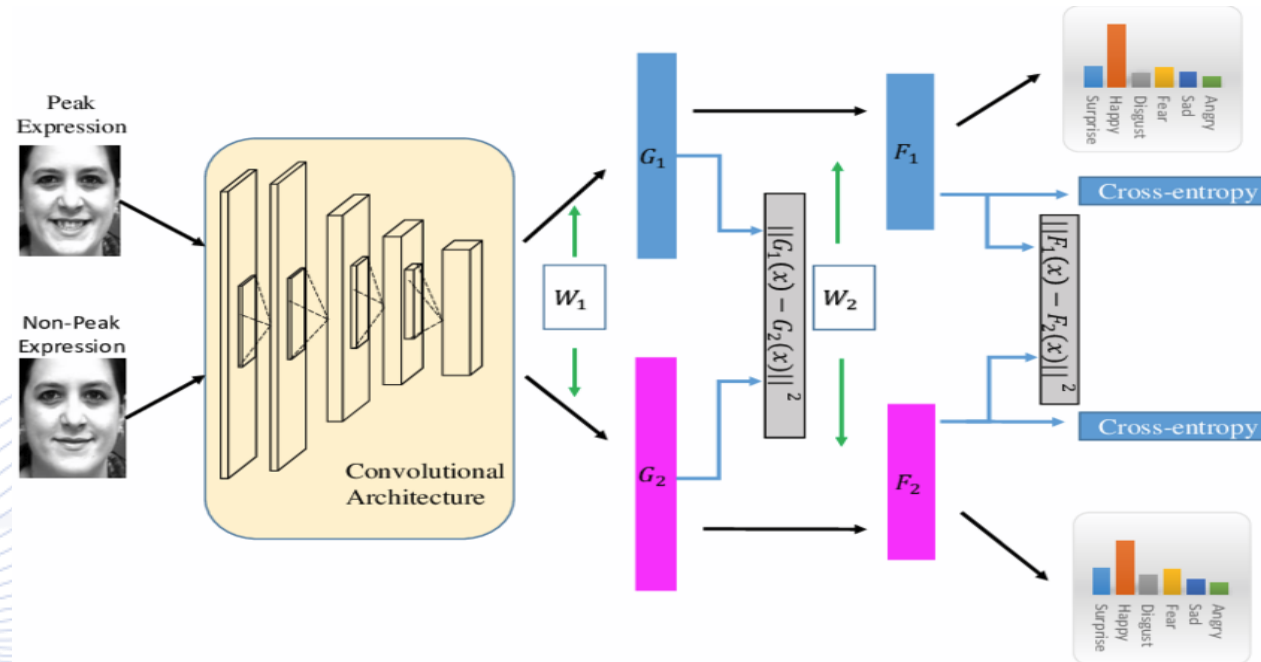 Peak
Expression
Non-Peak
Expression
Convolutional
Architecture
W₁
G₁
G₂
||G₁(x) − G₂(x)||²
W₂
F₁
F₂
Surprise
Happy
Disgust
Fear
Sad
Angry
Cross-entropy
||F₁(x) − F₂(x)||²
Cross-entropy
Surprise
Happy
Disgust
Fear
Sad
Angry